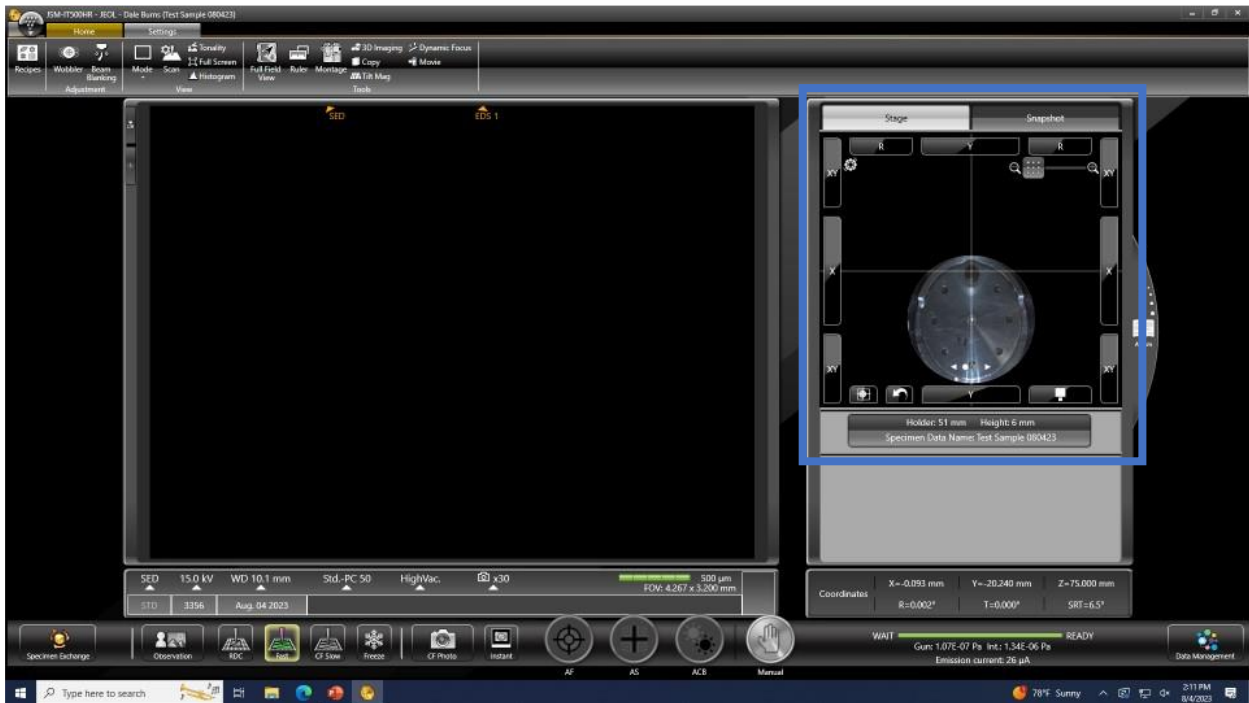 JSM-IT500HR - JEOL - Dale Burns (Test Sample 080423)
Home Settings
Recipes Wobbler Beam Blanking Mode Scan Tonality Full Screen Histogram Full Field View Ruler Montage 3D Imaging Copy Tilt Mag Dynamic Focus Movie
Adjustment View Tools
SED EDS 1
Stage Snapshot
R Y R
XY XY
X X
XY Y XY
Holder: 51 mm Height: 6 mm
Specimen Data Name: Test Sample 080423
SED 15.0 kV WD 10.1 mm Std.-PC 50 HighVac. x30 500 µm
FOV: 4.267 x 3.200 mm
STD 3356 Aug. 04 2023
Coordinates X=-0.093 mm Y=-20.240 mm Z=75.000 mm
R=0.002° T=0.000° SRT=6.5°
Specimen Exchange Observation RDC Fast CF Slow Freeze CF Photo Instant AF AS ACB Manual
WAIT READY
Gun: 1.07E-07 Pa Int.: 1.34E-06 Pa
Emission current: 26 µA
Data Management
Type here to search 78°F Sunny 2:11 PM
8/4/2023